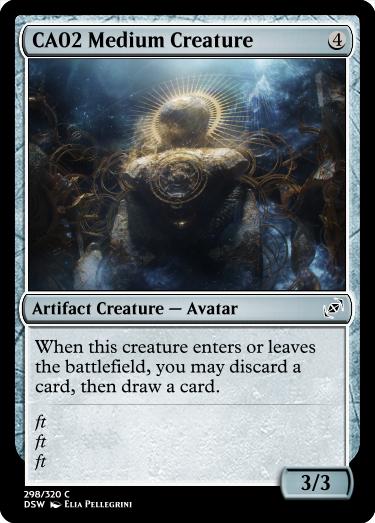 CA02 Medium Creature 4
Artifact Creature — Avatar
When this creature enters or leaves
the battlefield, you may discard a
card, then draw a card.
ft
ft
ft
3/3
298/320 C
DSW Elia Pellegrini